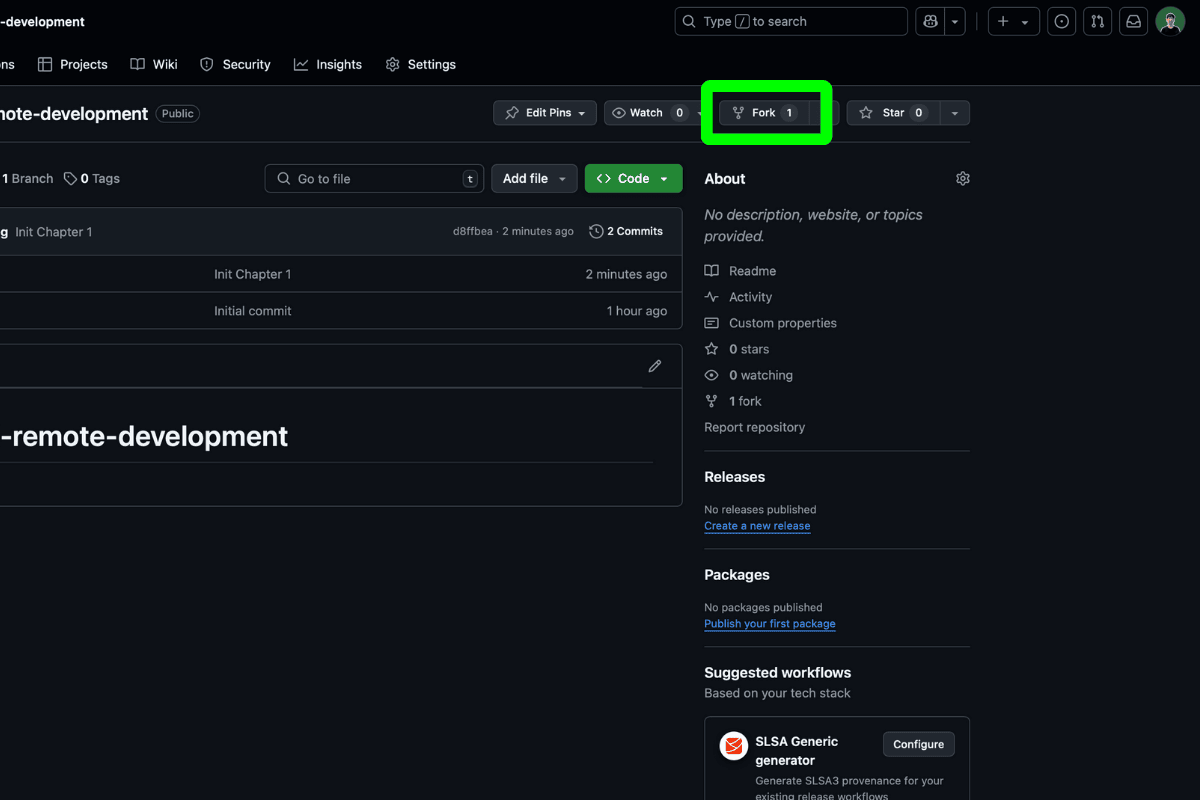 -development
Type / to search
ns
Projects
Wiki
Security
Insights
Settings
mote-development
Public
Edit Pins
Watch 0
Fork 1
Star 0
1 Branch
0 Tags
Go to file
t
Add file
Code
About
No description, website, or topics
provided.
g Init Chapter 1
d8ffbea · 2 minutes ago
2 Commits
Init Chapter 1
2 minutes ago
Initial commit
1 hour ago
Readme
Activity
Custom properties
0 stars
0 watching
1 fork
Report repository
-remote-development
Releases
No releases published
Create a new release
Packages
No packages published
Publish your first package
Suggested workflows
Based on your tech stack
SLSA Generic
generator
Configure
Generate SLSA3 provenance for your
existing release workflows